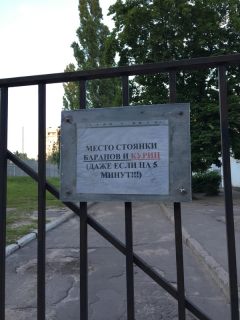 МЕСТО СТОЯНКИ
БАРАНОВ И КУРИЦ
(ДАЖЕ ЕСЛИ НА 5
МИНУТ!!!)